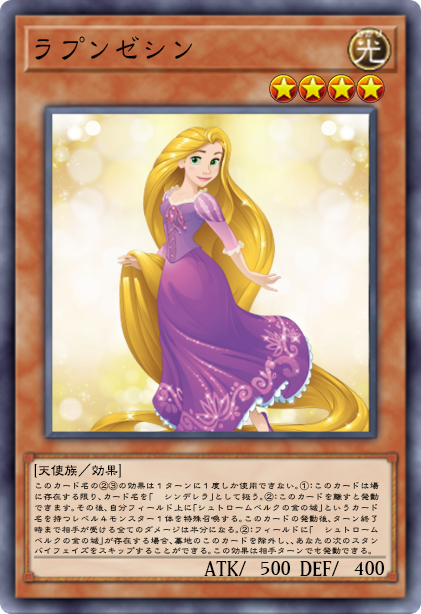 ラプンゼシン
光
[天使族／効果]
このカード名の②③の効果は１ターンに１度しか使用できない。①：このカードは場
に存在する限り、カード名を「　シンデレラ」として扱う。②：このカードを離すと発動
できます。その後、自分フィールド上に「シュトロームベルクの金の城」というカード
名を持つレベル４モンスター１体を特殊召喚する。このカードの発動後、ターン終了
時まで相手が受ける全てのダメージは半分になる。②：フィールドに「　シュトローム
ベルクの金の城」が存在する場合、墓地のこのカードを除外し、、あなたの次のスタ
ンバイフェイズをスキップすることができる。この効果は相手ターンでも発動できる。
ATK/ 500 DEF/ 400